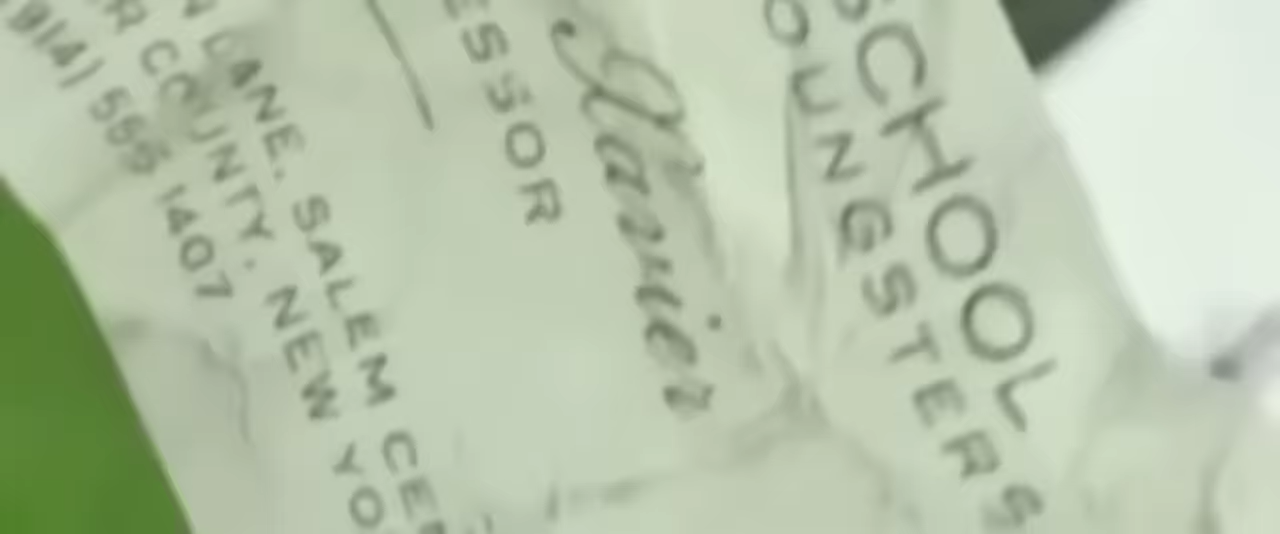 SCHOOL
OUNGSTERS
Xavier
ESSOR
LANE. SALEM CE
R COUNTY. NEW YO
914) 555 1407